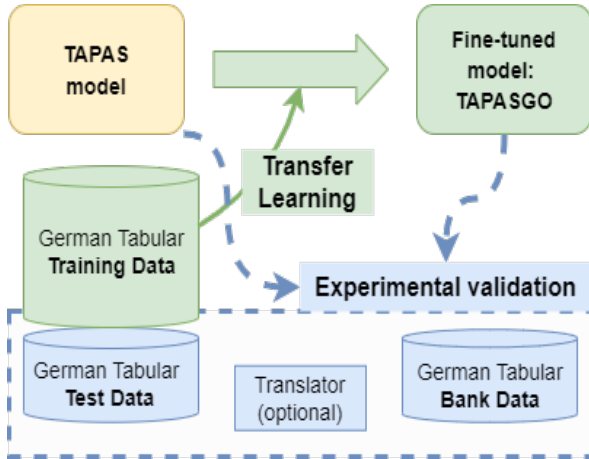 TAPAS
model
Fine-tuned
model:
TAPASGO
Transfer
Learning
German Tabular
Training Data
Experimental validation
German Tabular
Test Data
Translator
(optional)
German Tabular
Bank Data